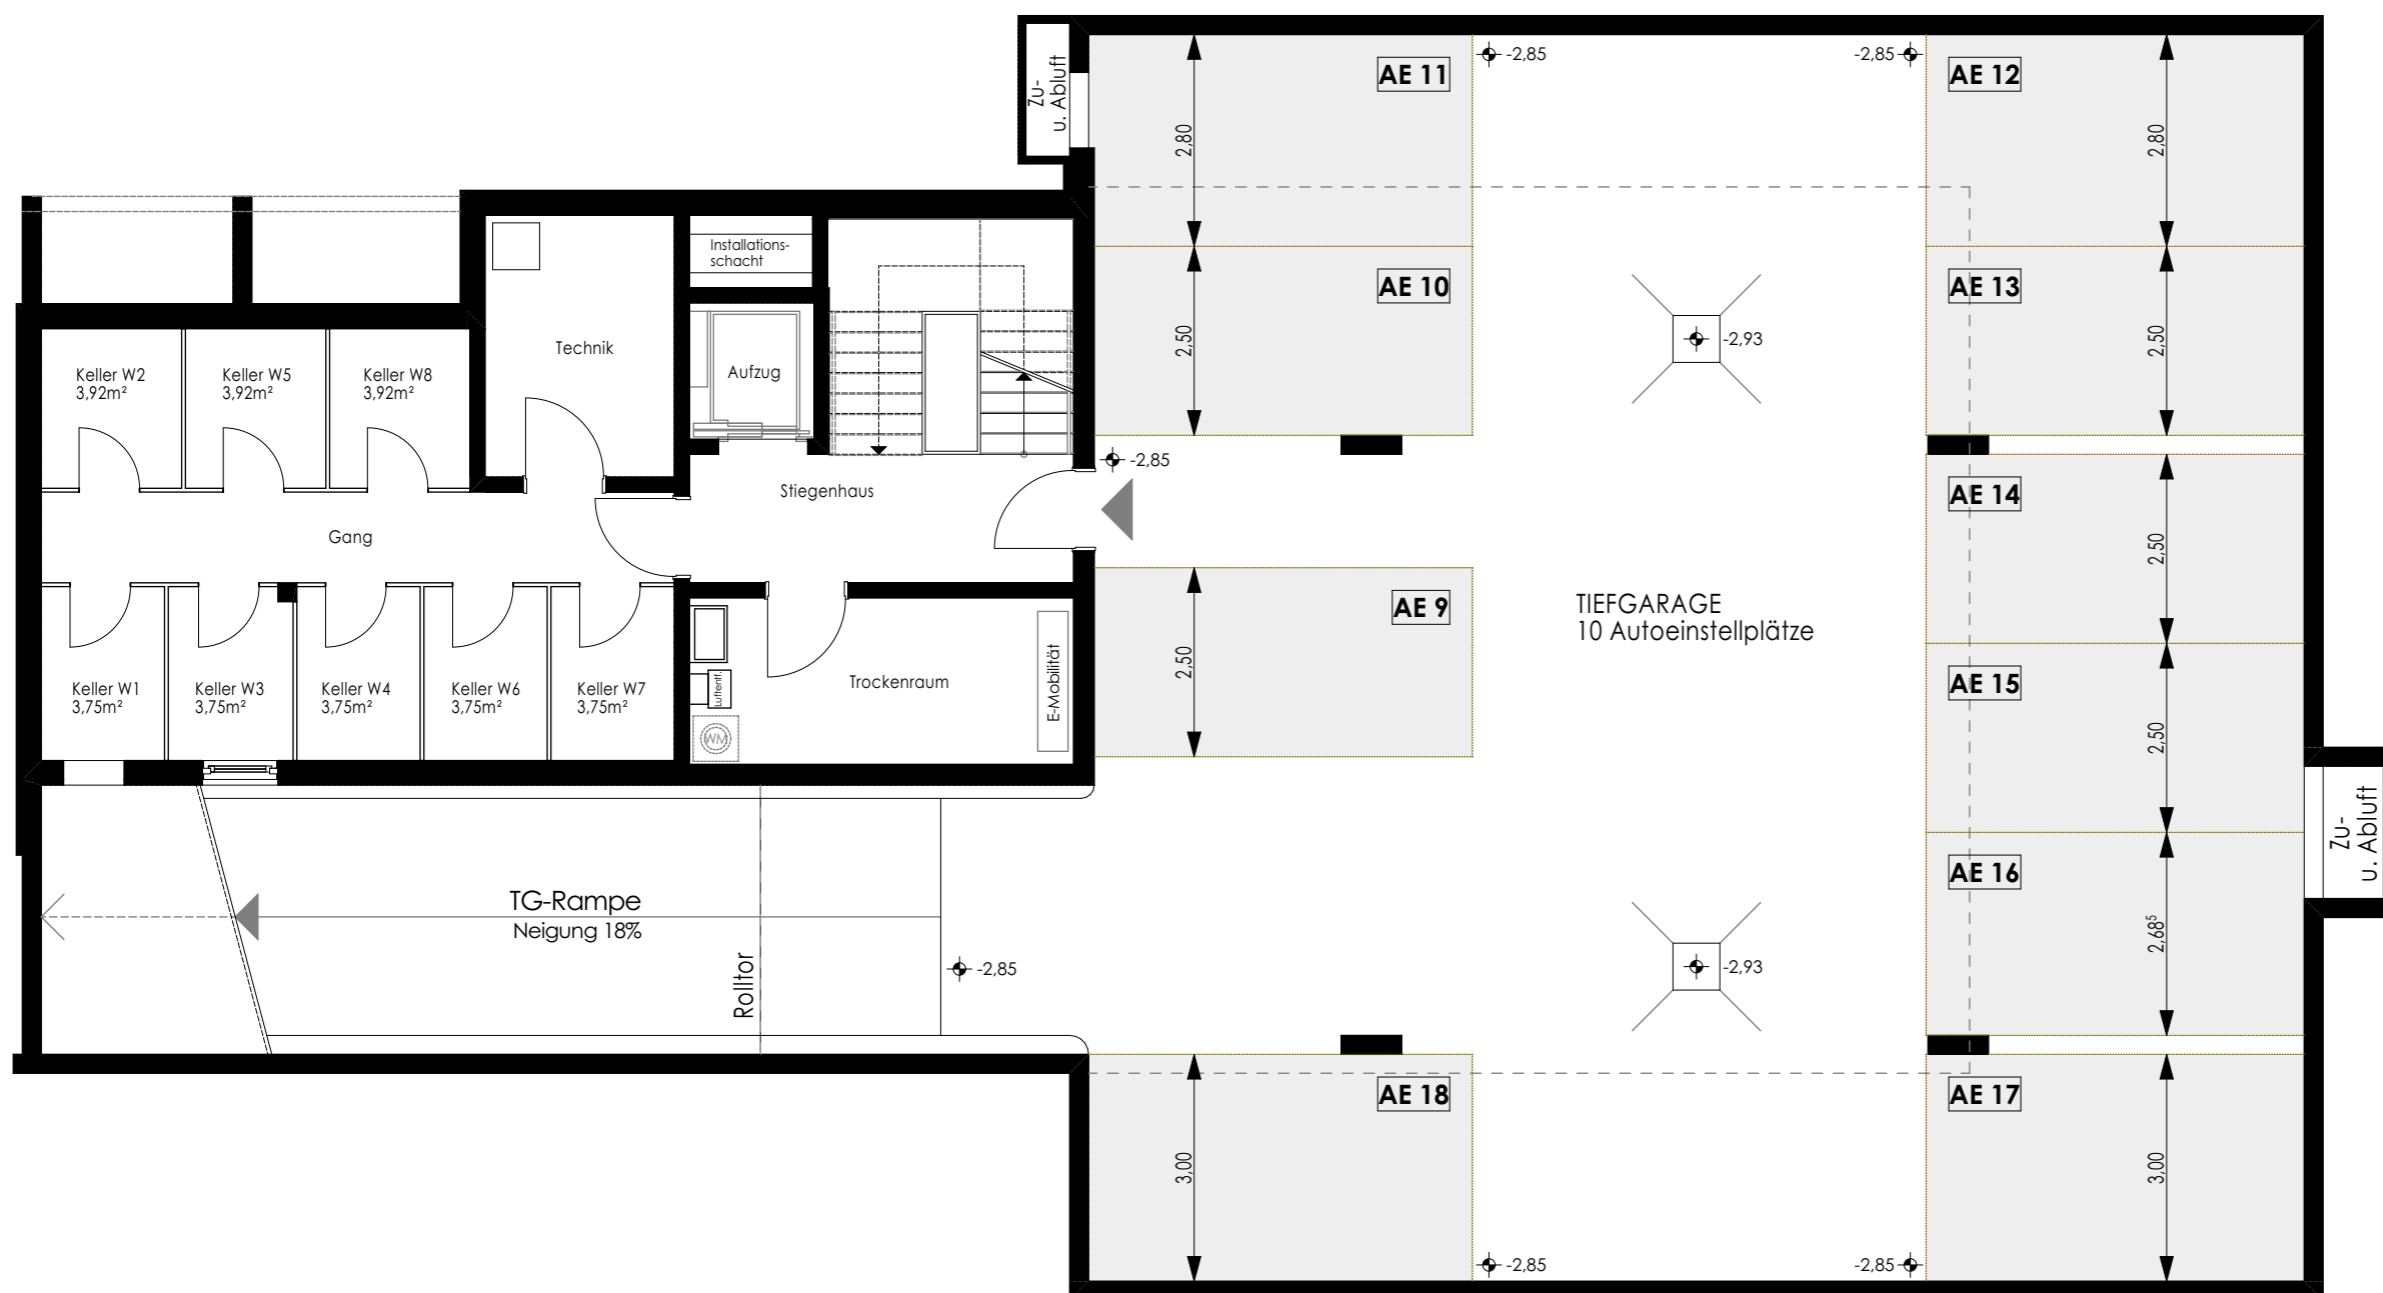 Zu-
u. Abluft
AE 11
-2,85
-2,85
AE 12
2,80
2,80
Installations-
schacht
AE 10
AE 13
2,50
-2,93
2,50
Technik
Aufzug
Keller W2
3,92m²
Keller W5
3,92m²
Keller W8
3,92m²
-2,85
Stiegenhaus
AE 14
Gang
2,50
AE 9
TIEFGARAGE
10 Autoeinstellplätze
2,50
E-Mobilität
Trockenraum
Luftentf.
WM
Keller W1
3,75m²
Keller W3
3,75m²
Keller W4
3,75m²
Keller W6
3,75m²
Keller W7
3,75m²
AE 15
2,50
Zu-
u. Abluft
AE 16
TG-Rampe
Neigung 18%
2,68⁵
Rolltor
-2,85
-2,93
AE 18
AE 17
3,00
3,00
-2,85
-2,85